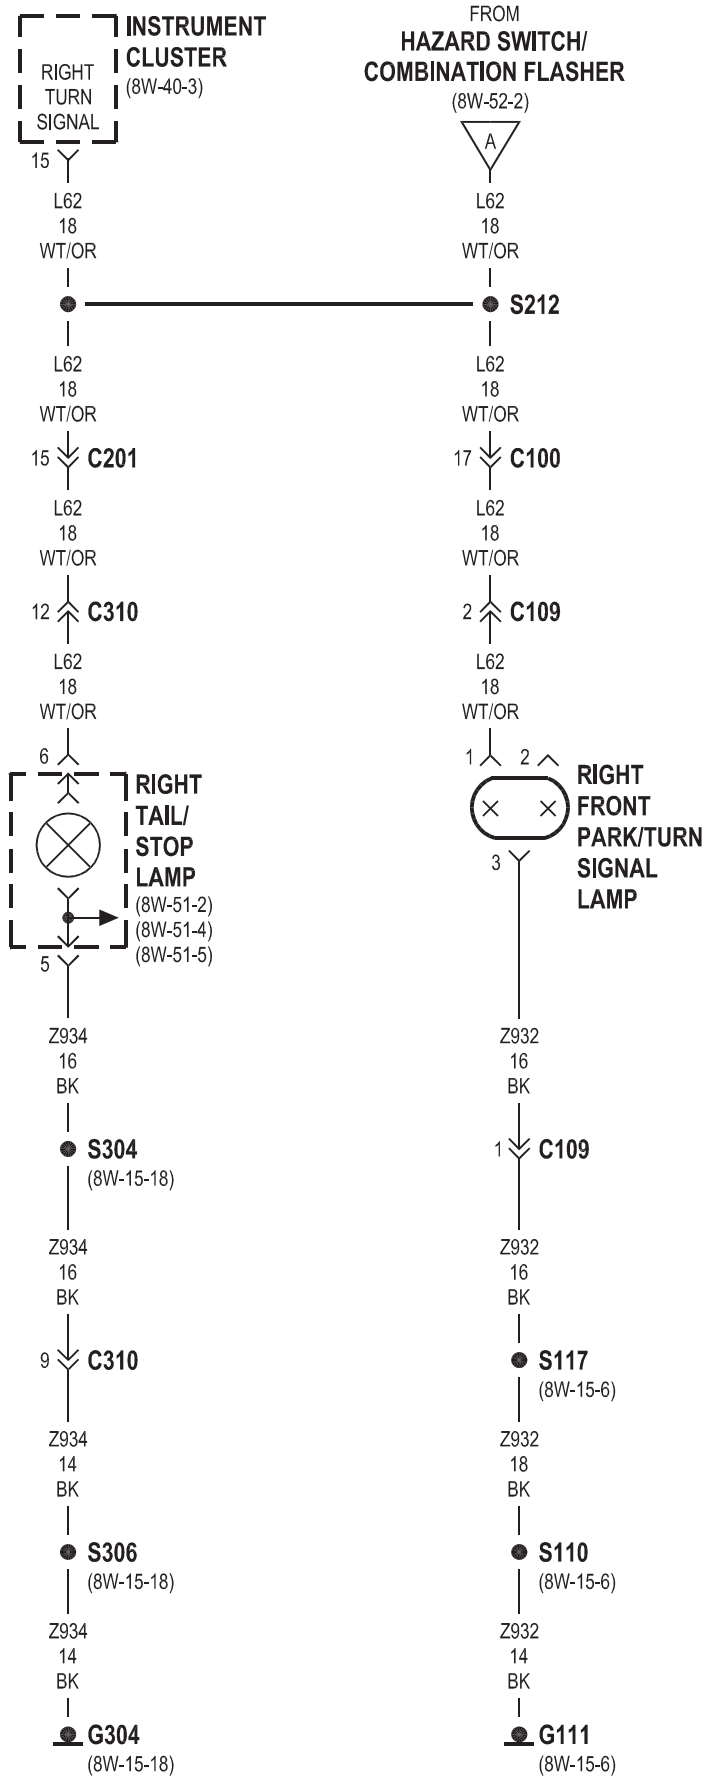 INSTRUMENT
CLUSTER
(8W-40-3)
RIGHT
TURN
SIGNAL
15
L62
18
WT/OR
L62
18
WT/OR
15 C201
L62
18
WT/OR
12 C310
L62
18
WT/OR
6
RIGHT
TAIL/
STOP
LAMP
(8W-51-2)
(8W-51-4)
(8W-51-5)
5
Z934
16
BK
S304
(8W-15-18)
Z934
16
BK
9 C310
Z934
14
BK
S306
(8W-15-18)
Z934
14
BK
G304
(8W-15-18)
FROM
HAZARD SWITCH/
COMBINATION FLASHER
(8W-52-2)
A
L62
18
WT/OR
S212
L62
18
WT/OR
17 C100
L62
18
WT/OR
2 C109
L62
18
WT/OR
1 2
RIGHT
FRONT
PARK/TURN
SIGNAL
LAMP
3
Z932
16
BK
1 C109
Z932
16
BK
S117
(8W-15-6)
Z932
18
BK
S110
(8W-15-6)
Z932
14
BK
G111
(8W-15-6)